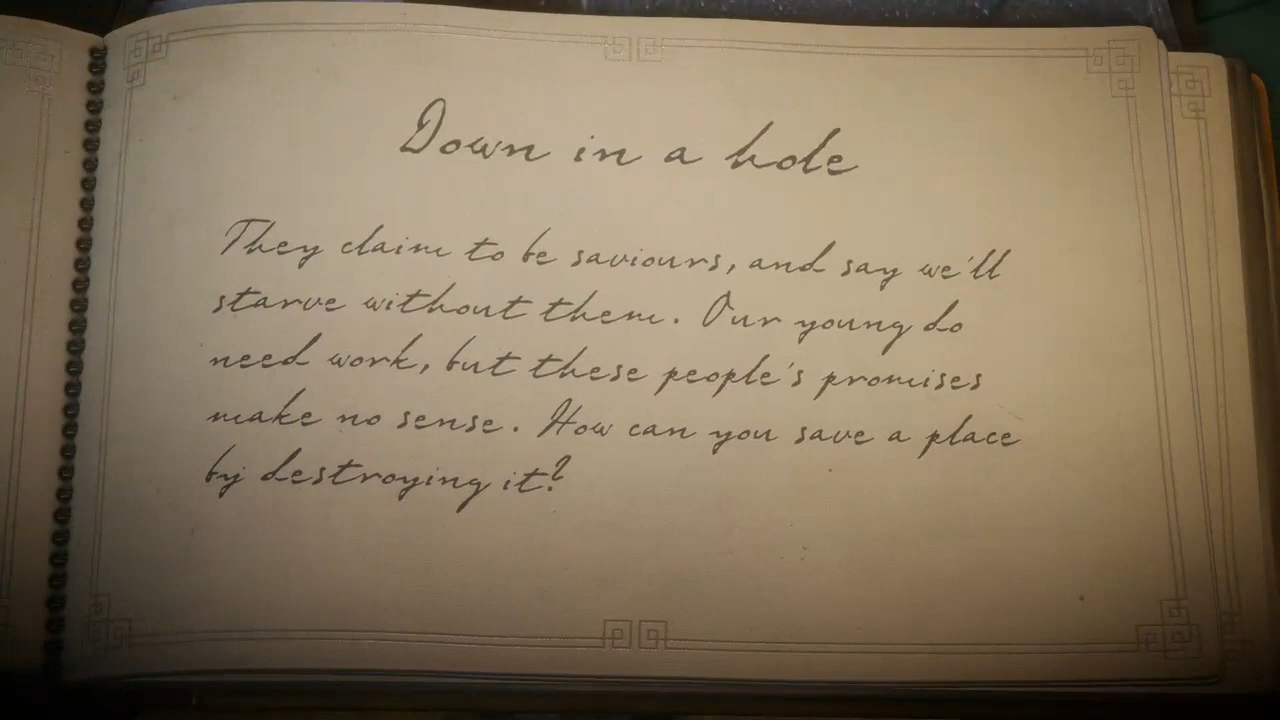 Down in a hole
They claim to be saviours, and say we'll
starve without them. Our young do
need work, but these people's promises
make no sense. How can you save a place
by destroying it?